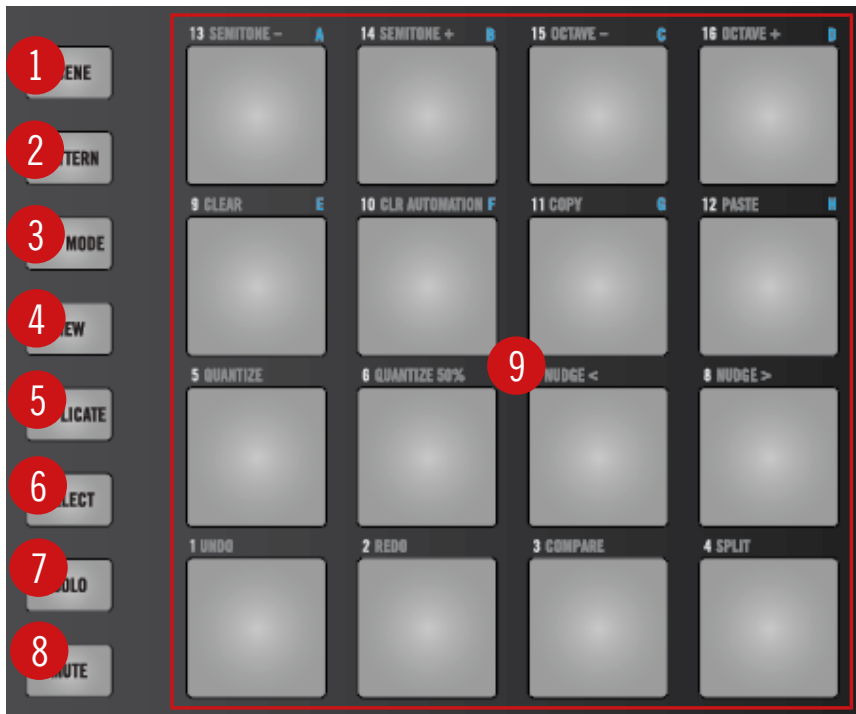 13 SEMITONE − A 14 SEMITONE + B 15 OCTAVE − C 16 OCTAVE + D
1 ENE
2 TTERN
9 CLEAR E 10 CLR AUTOMATION F 11 COPY G 12 PASTE H
3 MODE
4 EW
5 QUANTIZE 6 QUANTIZE 50% 9 NUDGE < 8 NUDGE >
5 LICATE
6 LECT
1 UNDO 2 REDO 3 COMPARE 4 SPLIT
7 OLO
8 MUTE